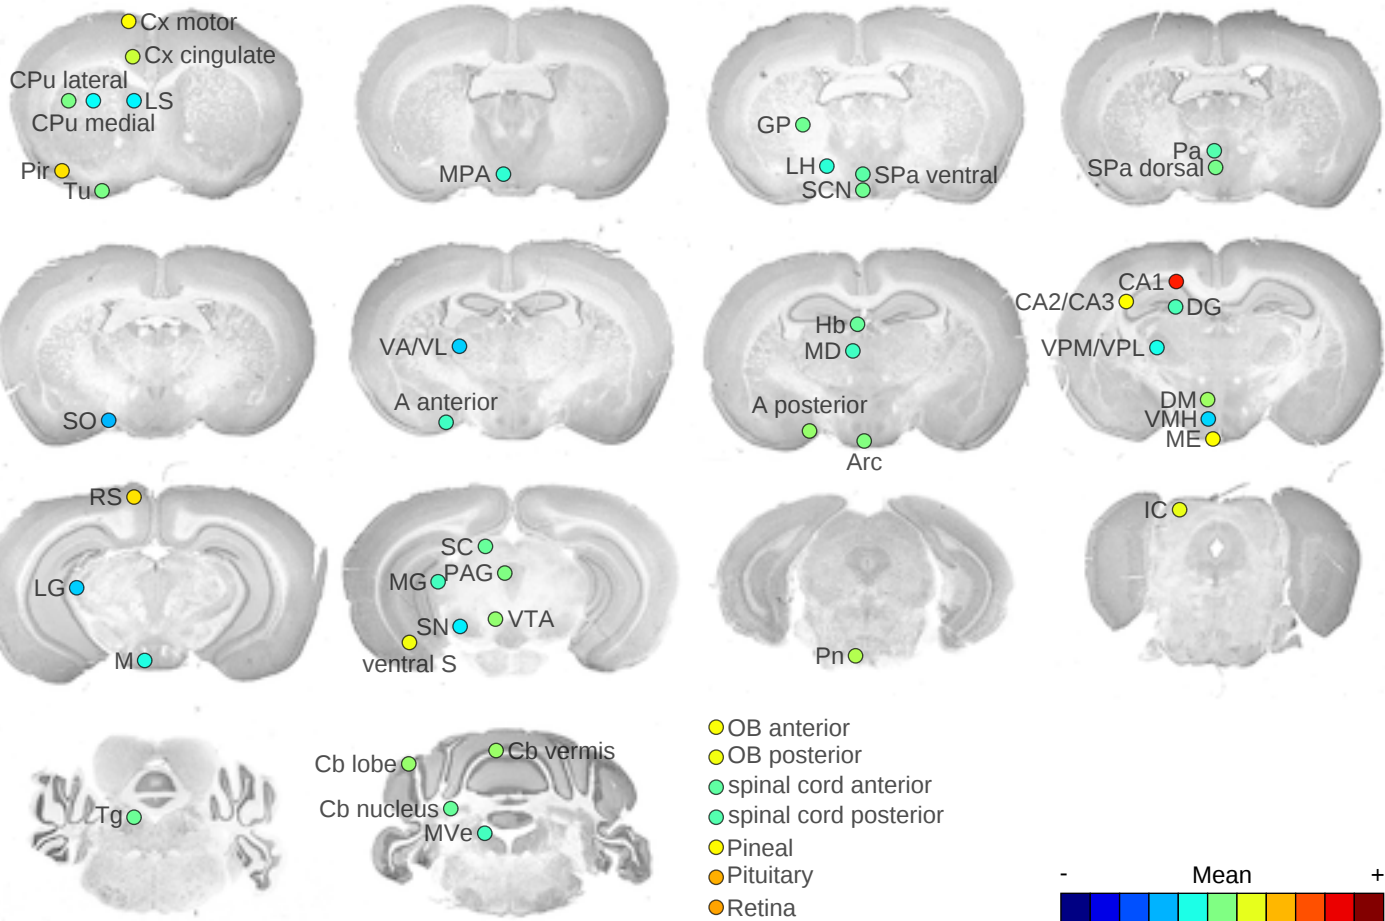 Cx motor
Cx cingulate
CPu lateral
LS
CPu medial
Pir
Tu
MPA
GP
LH
SPa ventral
SCN
Pa
SPa dorsal
SO
VA/VL
A anterior
Hb
MD
A posterior
Arc
CA1
CA2/CA3
DG
VPM/VPL
DM
VMH
ME
RS
LG
M
SC
PAG
MG
VTA
SN
ventral S
Pn
IC
Tg
Cb vermis
Cb lobe
Cb nucleus
MVe
OB anterior
OB posterior
spinal cord anterior
spinal cord posterior
Pineal
Pituitary
Retina
- Mean +